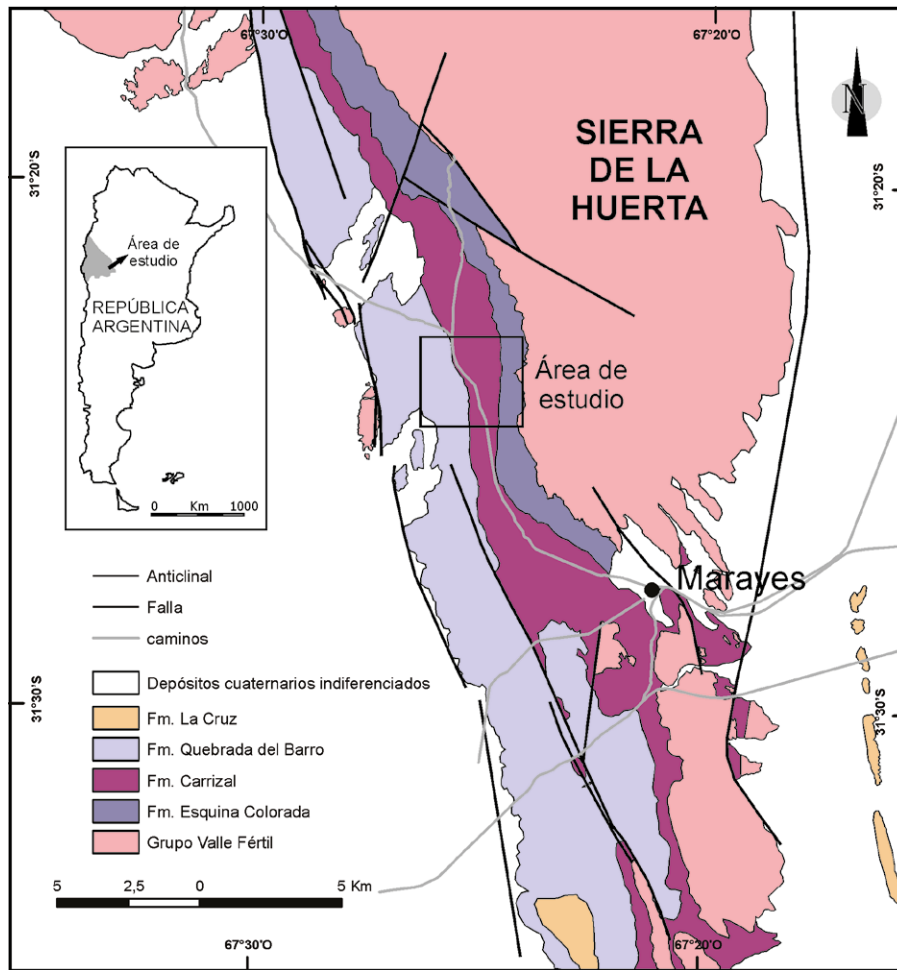 67°30'O
67°20'O
N
SIERRA
DE LA
HUERTA
31°20'S
31°20'S
Área de
estudio
REPÚBLICA
ARGENTINA
0 Km 1000
Área de
estudio
Marayes
Anticlinal
Falla
caminos
Depósitos cuaternarios indiferenciados
Fm. La Cruz
Fm. Quebrada del Barro
Fm. Carrizal
Fm. Esquina Colorada
Grupo Valle Fértil
31°30'S
31°30'S
5 2,5 0 5 Km
67°30'O
67°20'O